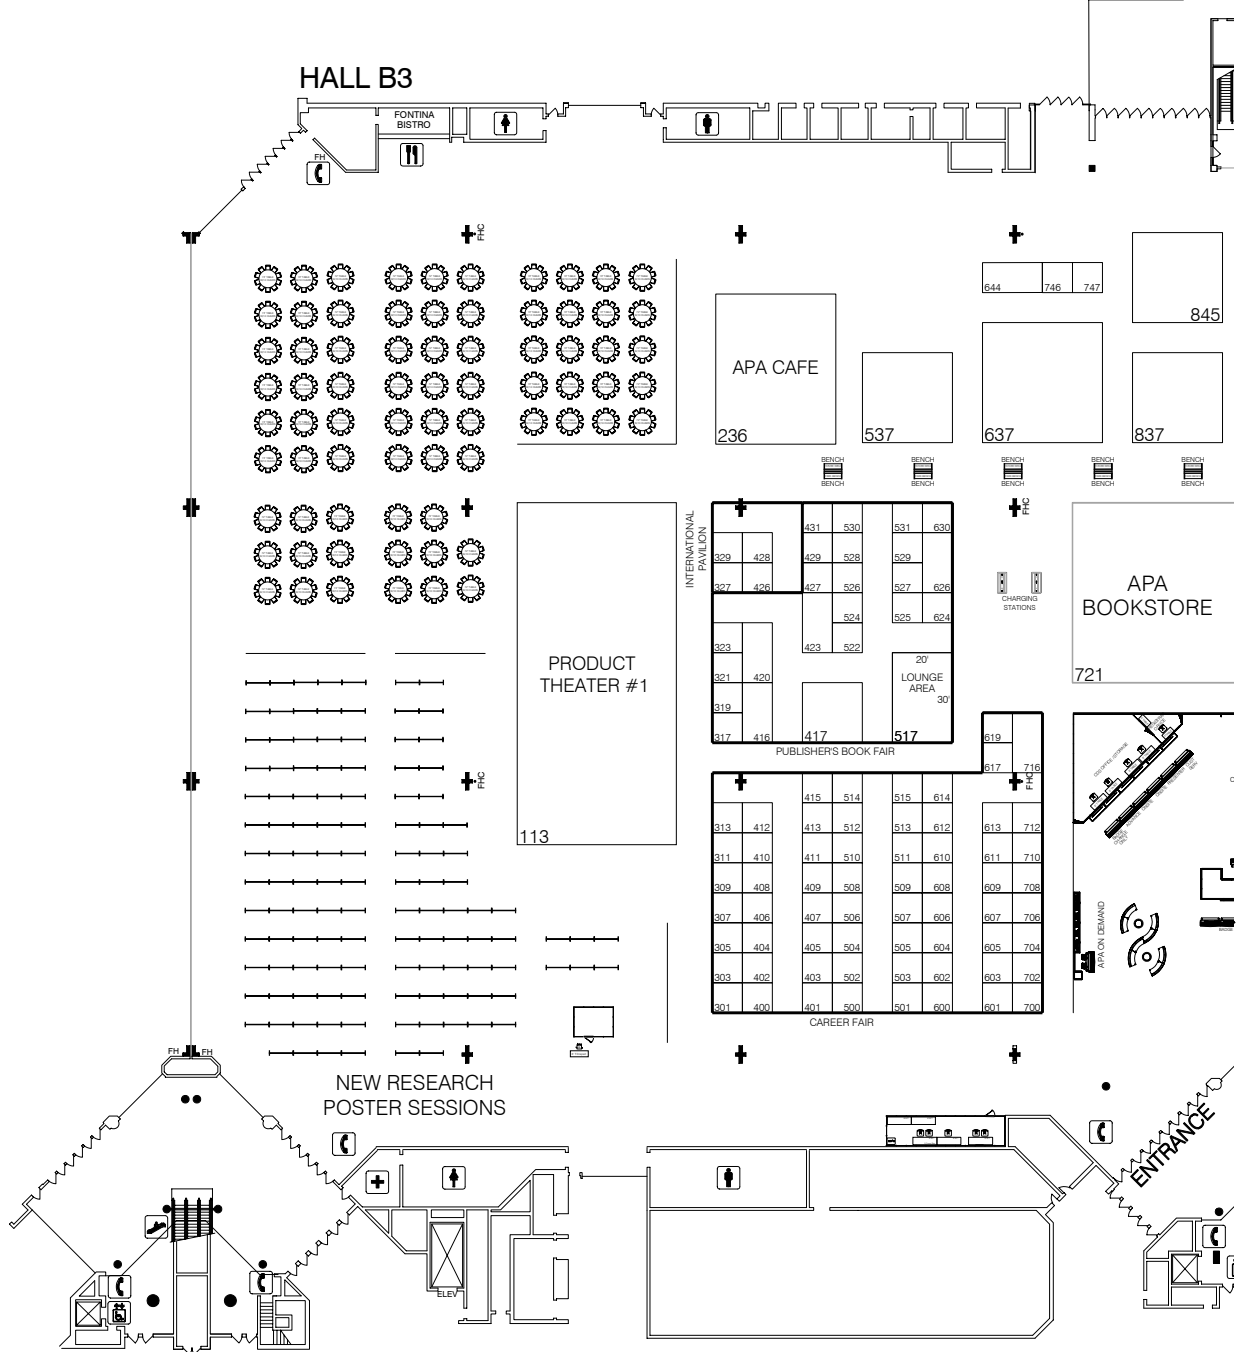 HALL B3
FONTINA
BISTRO
FH
FHC
644 746 747
845
APA CAFE
236
537
637
837
BENCH BENCH BENCH BENCH BENCH
BENCH BENCH BENCH BENCH BENCH
INTERNATIONAL
PAVILION
431 530 531 630
329 428 429 528 529
327 426 427 526 527 626
524 525 624
323 423 522
321 420
319
317 416 417 517
20'
LOUNGE
AREA
30'
PUBLISHER'S BOOK FAIR
FHC
CHARGING
STATIONS
APA
BOOKSTORE
721
PRODUCT
THEATER #1
113
FHC
619
617 716
FHC
415 514 515 614
313 412 413 512 513 612 613 712
311 410 411 510 511 610 611 710
309 408 409 508 509 608 609 708
307 406 407 506 507 606 607 706
305 404 405 504 505 604 605 704
303 402 403 502 503 602 603 702
301 400 401 500 501 600 601 700
CAREER FAIR
APA ON DEMAND
FH FH
NEW RESEARCH
POSTER SESSIONS
ENTRANCE
ELEV